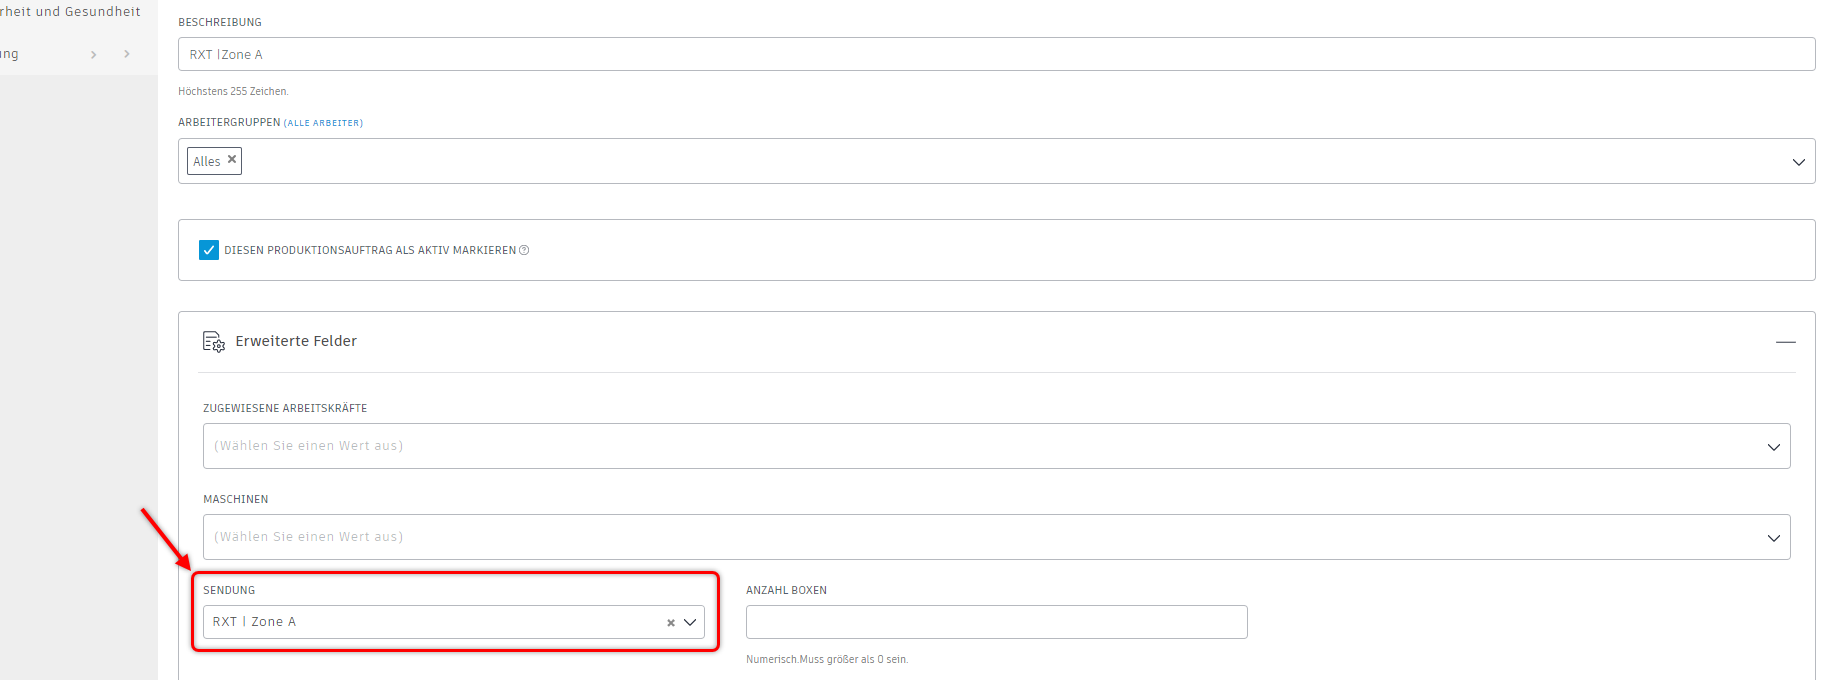 rheit und Gesundheit
ung
BESCHREIBUNG
RXT |Zone A
Höchstens 255 Zeichen.
ARBEITERGRUPPEN (ALLE ARBEITER)
Alles
DIESEN PRODUKTIONSAUFTRAG ALS AKTIV MARKIEREN
Erweiterte Felder
ZUGEWIESENE ARBEITSKRÄFTE
(Wählen Sie einen Wert aus)
MASCHINEN
(Wählen Sie einen Wert aus)
SENDUNG
RXT | Zone A
ANZAHL BOXEN
Numerisch.Muss größer als 0 sein.